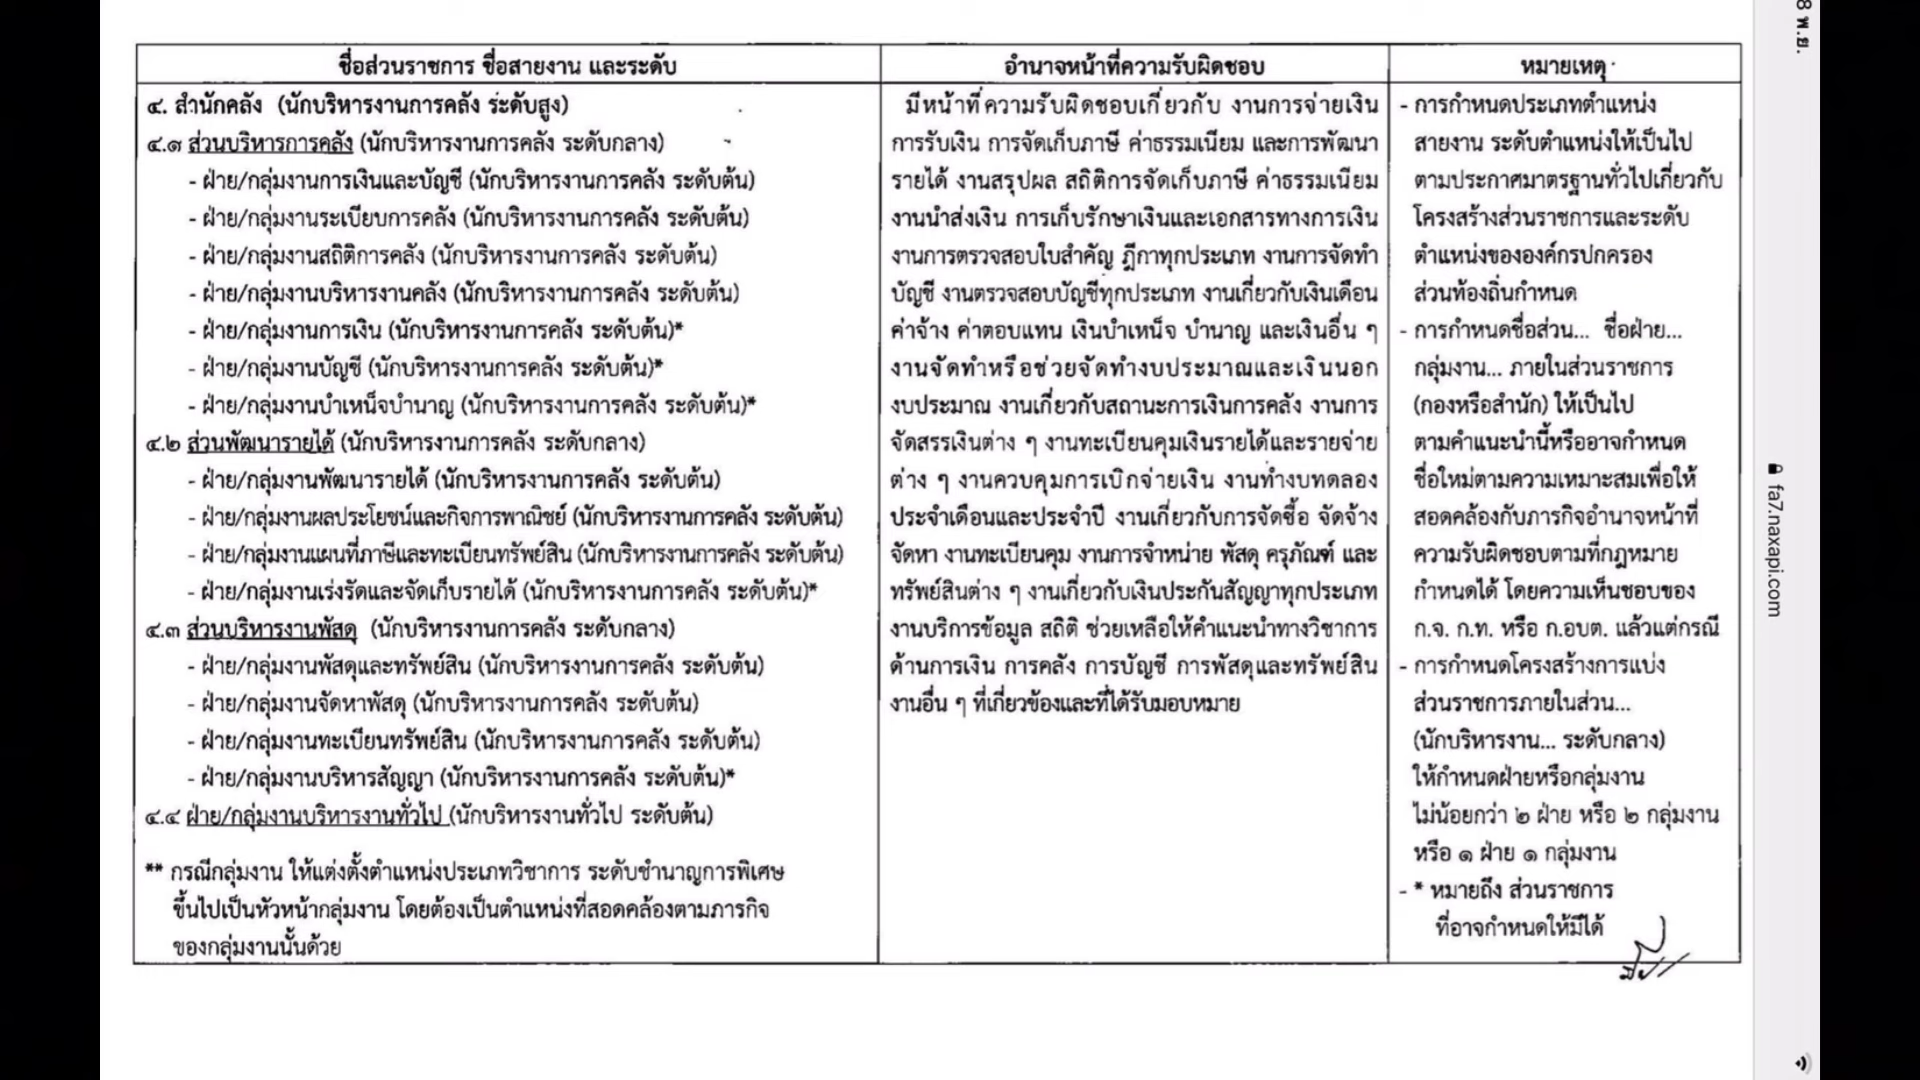 ชื่อส่วนราชการ ชื่อสายงาน และระดับ
๔. สำนักคลัง (นักบริหารงานการคลัง ระดับสูง)
๔.๑ ส่วนบริหารการคลัง (นักบริหารงานการคลัง ระดับกลาง)
- ฝ่าย/กลุ่มงานการเงินและบัญชี (นักบริหารงานการคลัง ระดับต้น)
- ฝ่าย/กลุ่มงานระเบียบการคลัง (นักบริหารงานการคลัง ระดับต้น)
- ฝ่าย/กลุ่มงานสถิติการคลัง (นักบริหารงานการคลัง ระดับต้น)
- ฝ่าย/กลุ่มงานบริหารงานคลัง (นักบริหารงานการคลัง ระดับต้น)
- ฝ่าย/กลุ่มงานการเงิน (นักบริหารงานการคลัง ระดับต้น)*
- ฝ่าย/กลุ่มงานบัญชี (นักบริหารงานการคลัง ระดับต้น)*
- ฝ่าย/กลุ่มงานบำเหน็จบำนาญ (นักบริหารงานการคลัง ระดับต้น)*
๔.๒ ส่วนพัฒนารายได้ (นักบริหารงานการคลัง ระดับกลาง)
- ฝ่าย/กลุ่มงานพัฒนารายได้ (นักบริหารงานการคลัง ระดับต้น)
- ฝ่าย/กลุ่มงานผลประโยชน์และกิจการพาณิชย์ (นักบริหารงานการคลัง ระดับต้น)
- ฝ่าย/กลุ่มงานแผนที่ภาษีและทะเบียนทรัพย์สิน (นักบริหารงานการคลัง ระดับต้น)
- ฝ่าย/กลุ่มงานเร่งรัดและจัดเก็บรายได้ (นักบริหารงานการคลัง ระดับต้น)*
๔.๓ ส่วนบริหารงานพัสดุ (นักบริหารงานการคลัง ระดับกลาง)
- ฝ่าย/กลุ่มงานพัสดุและทรัพย์สิน (นักบริหารงานการคลัง ระดับต้น)
- ฝ่าย/กลุ่มงานจัดหาพัสดุ (นักบริหารงานการคลัง ระดับต้น)
- ฝ่าย/กลุ่มงานทะเบียนทรัพย์สิน (นักบริหารงานการคลัง ระดับต้น)
- ฝ่าย/กลุ่มงานบริหารสัญญา (นักบริหารงานการคลัง ระดับต้น)*
๔.๔ ฝ่าย/กลุ่มงานบริหารงานทั่วไป (นักบริหารงานทั่วไป ระดับต้น)
** กรณีกลุ่มงาน ให้แต่งตั้งตำแหน่งประเภทวิชาการ ระดับชำนาญการพิเศษ
ขึ้นไปเป็นหัวหน้ากลุ่มงาน โดยต้องเป็นตำแหน่งที่สอดคล้องตามภารกิจ
ของกลุ่มงานนั้นด้วย
อำนาจหน้าที่ความรับผิดชอบ
มีหน้าที่ความรับผิดชอบเกี่ยวกับ งานการจ่ายเงิน
การรับเงิน การจัดเก็บภาษี ค่าธรรมเนียม และการพัฒนา
รายได้ งานสรุปผล สถิติการจัดเก็บภาษี ค่าธรรมเนียม
งานนำส่งเงิน การเก็บรักษาเงินและเอกสารทางการเงิน
งานการตรวจสอบใบสำคัญ ฎีกาทุกประเภท งานการจัดทำ
บัญชี งานตรวจสอบบัญชีทุกประเภท งานเกี่ยวกับเงินเดือน
ค่าจ้าง ค่าตอบแทน เงินบำเหน็จ บำนาญ และเงินอื่น ๆ
งานจัดทำหรือช่วยจัดทำงบประมาณและเงินนอก
งบประมาณ งานเกี่ยวกับสถานะการเงินการคลัง งานการ
จัดสรรเงินต่าง ๆ งานทะเบียนคุมเงินรายได้และรายจ่าย
ต่าง ๆ งานควบคุมการเบิกจ่ายเงิน งานทำงบทดลอง
ประจำเดือนและประจำปี งานเกี่ยวกับการจัดซื้อ จัดจ้าง
จัดหา งานทะเบียนคุม งานการจำหน่าย พัสดุ ครุภัณฑ์ และ
ทรัพย์สินต่าง ๆ งานเกี่ยวกับเงินประกันสัญญาทุกประเภท
งานบริการข้อมูล สถิติ ช่วยเหลือให้คำแนะนำทางวิชาการ
ด้านการเงิน การคลัง การบัญชี การพัสดุและทรัพย์สิน
งานอื่น ๆ ที่เกี่ยวข้องและที่ได้รับมอบหมาย
หมายเหตุ
- การกำหนดประเภทตำแหน่ง
สายงาน ระดับตำแหน่งให้เป็นไป
ตามประกาศมาตรฐานทั่วไปเกี่ยวกับ
โครงสร้างส่วนราชการและระดับ
ตำแหน่งขององค์กรปกครอง
ส่วนท้องถิ่นกำหนด
- การกำหนดชื่อส่วน... ชื่อฝ่าย...
กลุ่มงาน... ภายในส่วนราชการ
(กองหรือสำนัก) ให้เป็นไป
ตามคำแนะนำนี้หรืออาจกำหนด
ชื่อใหม่ตามความเหมาะสมเพื่อให้
สอดคล้องกับภารกิจอำนาจหน้าที่
ความรับผิดชอบตามที่กฎหมาย
กำหนดได้ โดยความเห็นชอบของ
ก.จ. ก.ท. หรือ ก.อบต. แล้วแต่กรณี
- การกำหนดโครงสร้างการแบ่ง
ส่วนราชการภายในส่วน...
(นักบริหารงาน... ระดับกลาง)
ให้กำหนดฝ่ายหรือกลุ่มงาน
ไม่น้อยกว่า ๒ ฝ่าย หรือ ๒ กลุ่มงาน
หรือ ๑ ฝ่าย ๑ กลุ่มงาน
- * หมายถึง ส่วนราชการ
ที่อาจกำหนดให้มีได้
8 พ.ย.
fa7.naxapi.com